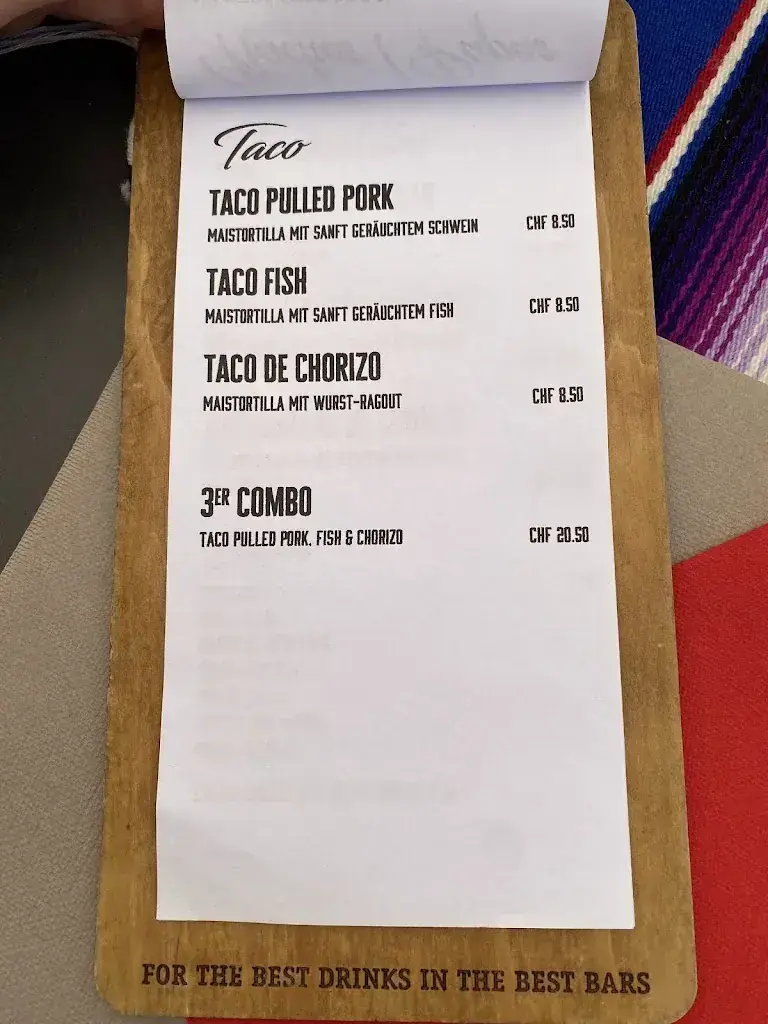 Taco
TACO PULLED PORK
MAISTORTILLA MIT SANFT GERÄUCHTEM SCHWEIN CHF 8.50
TACO FISH
MAISTORTILLA MIT SANFT GERÄUCHTEM FISH CHF 8.50
TACO DE CHORIZO
MAISTORTILLA MIT WURST-RAGOUT CHF 8.50
3ER COMBO
TACO PULLED PORK, FISH & CHORIZO CHF 20.50
FOR THE BEST DRINKS IN THE BEST BARS